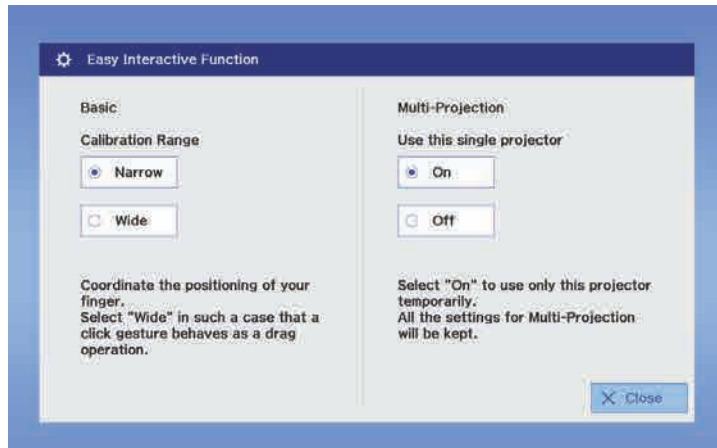 Easy Interactive Function
Basic
Calibration Range
Narrow
Wide
Coordinate the positioning of your
finger.
Select "Wide" in such a case that a
click gesture behaves as a drag
operation.
Multi-Projection
Use this single projector
On
Off
Select "On" to use only this projector
temporarily.
All the settings for Multi-Projection
will be kept.
Close